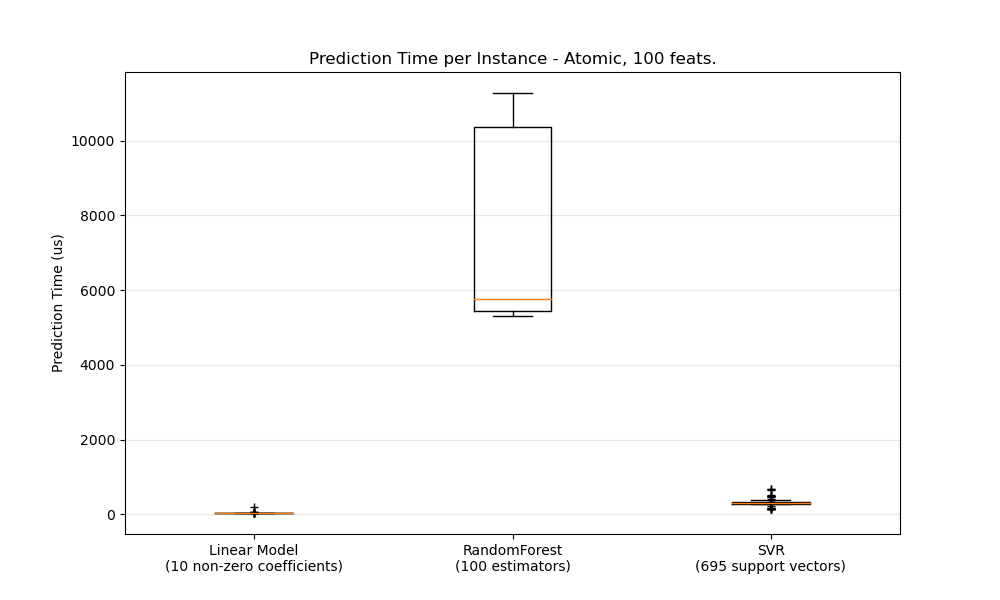 Prediction Time per Instance - Atomic, 100 feats.
Prediction Time (us)
10000
8000
6000
4000
2000
0
Linear Model
(10 non-zero coefficients)
RandomForest
(100 estimators)
SVR
(695 support vectors)